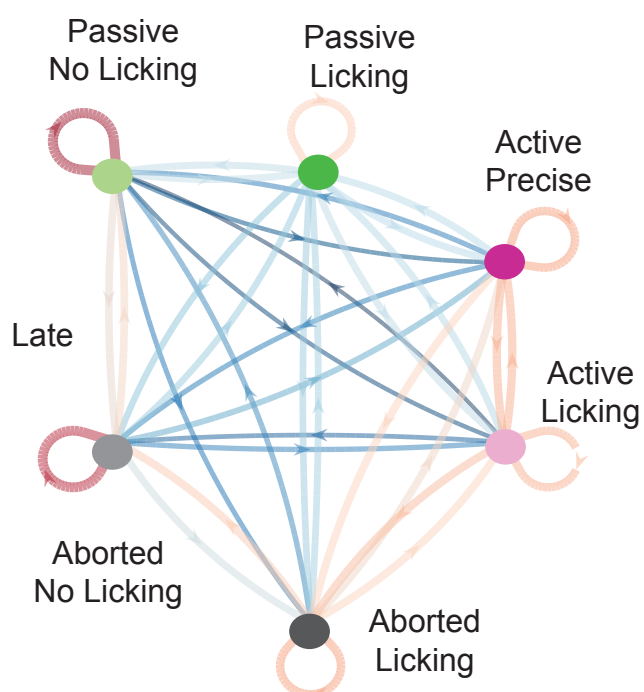 Passive
No Licking
Passive
Licking
Active
Precise
Late
Active
Licking
Aborted
No Licking
Aborted
Licking